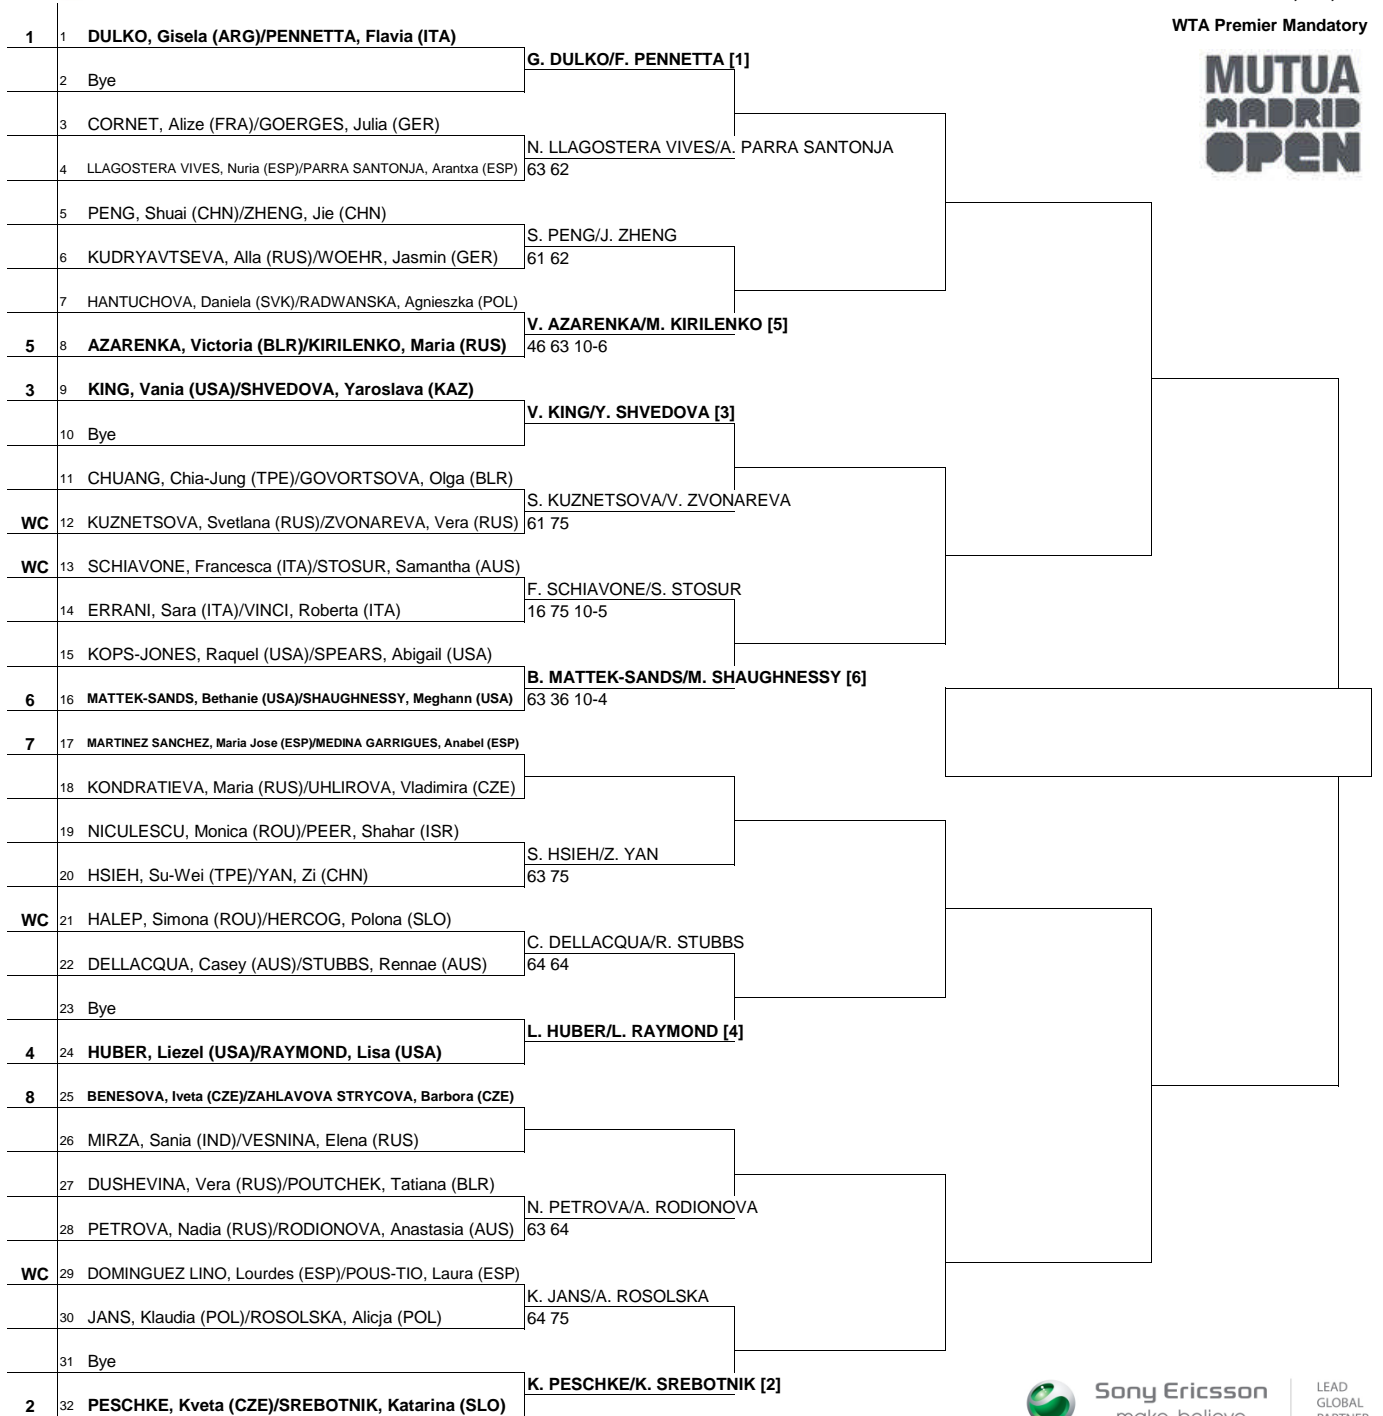 WTA Premier Mandatory
MUTUA
MADRID
OPEN
1 1 DULKO, Gisela (ARG)/PENNETTA, Flavia (ITA)
G. DULKO/F. PENNETTA [1]
2 Bye
3 CORNET, Alize (FRA)/GOERGES, Julia (GER)
N. LLAGOSTERA VIVES/A. PARRA SANTONJA
4 LLAGOSTERA VIVES, Nuria (ESP)/PARRA SANTONJA, Arantxa (ESP) 63 62
5 PENG, Shuai (CHN)/ZHENG, Jie (CHN)
S. PENG/J. ZHENG
6 KUDRYAVTSEVA, Alla (RUS)/WOEHR, Jasmin (GER) 61 62
7 HANTUCHOVA, Daniela (SVK)/RADWANSKA, Agnieszka (POL)
V. AZARENKA/M. KIRILENKO [5]
5 8 AZARENKA, Victoria (BLR)/KIRILENKO, Maria (RUS) 46 63 10-6
3 9 KING, Vania (USA)/SHVEDOVA, Yaroslava (KAZ)
V. KING/Y. SHVEDOVA [3]
10 Bye
11 CHUANG, Chia-Jung (TPE)/GOVORTSOVA, Olga (BLR)
S. KUZNETSOVA/V. ZVONAREVA
WC 12 KUZNETSOVA, Svetlana (RUS)/ZVONAREVA, Vera (RUS) 61 75
WC 13 SCHIAVONE, Francesca (ITA)/STOSUR, Samantha (AUS)
F. SCHIAVONE/S. STOSUR
14 ERRANI, Sara (ITA)/VINCI, Roberta (ITA) 16 75 10-5
15 KOPS-JONES, Raquel (USA)/SPEARS, Abigail (USA)
B. MATTEK-SANDS/M. SHAUGHNESSY [6]
6 16 MATTEK-SANDS, Bethanie (USA)/SHAUGHNESSY, Meghann (USA) 63 36 10-4
7 17 MARTINEZ SANCHEZ, Maria Jose (ESP)/MEDINA GARRIGUES, Anabel (ESP)
18 KONDRATIEVA, Maria (RUS)/UHLIROVA, Vladimira (CZE)
19 NICULESCU, Monica (ROU)/PEER, Shahar (ISR)
S. HSIEH/Z. YAN
20 HSIEH, Su-Wei (TPE)/YAN, Zi (CHN) 63 75
WC 21 HALEP, Simona (ROU)/HERCOG, Polona (SLO)
C. DELLACQUA/R. STUBBS
22 DELLACQUA, Casey (AUS)/STUBBS, Rennae (AUS) 64 64
23 Bye
L. HUBER/L. RAYMOND [4]
4 24 HUBER, Liezel (USA)/RAYMOND, Lisa (USA)
8 25 BENESOVA, Iveta (CZE)/ZAHLAVOVA STRYCOVA, Barbora (CZE)
26 MIRZA, Sania (IND)/VESNINA, Elena (RUS)
27 DUSHEVINA, Vera (RUS)/POUTCHEK, Tatiana (BLR)
N. PETROVA/A. RODIONOVA
28 PETROVA, Nadia (RUS)/RODIONOVA, Anastasia (AUS) 63 64
WC 29 DOMINGUEZ LINO, Lourdes (ESP)/POUS-TIO, Laura (ESP)
K. JANS/A. ROSOLSKA
30 JANS, Klaudia (POL)/ROSOLSKA, Alicja (POL) 64 75
31 Bye
K. PESCHKE/K. SREBOTNIK [2]
2 32 PESCHKE, Kveta (CZE)/SREBOTNIK, Katarina (SLO)
Sony Ericsson
make.believe
LEAD
GLOBAL
PARTNER